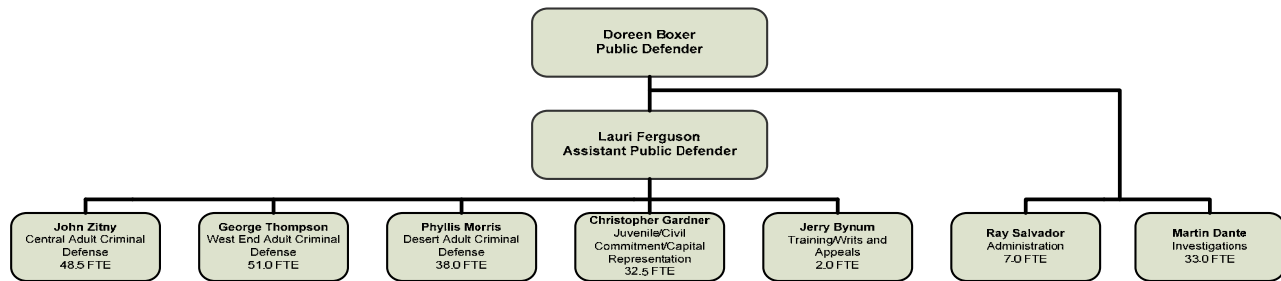 Doreen Boxer
Public Defender
Lauri Ferguson
Assistant Public Defender
John Zitny
Central Adult Criminal
Defense
48.5 FTE
George Thompson
West End Adult Criminal
Defense
51.0 FTE
Phyllis Morris
Desert Adult Criminal
Defense
38.0 FTE
Christopher Gardner
Juvenile/Civil
Commitment/Capital
Representation
32.5 FTE
Jerry Bynum
Training/Writs and
Appeals
2.0 FTE
Ray Salvador
Administration
7.0 FTE
Martin Dante
Investigations
33.0 FTE